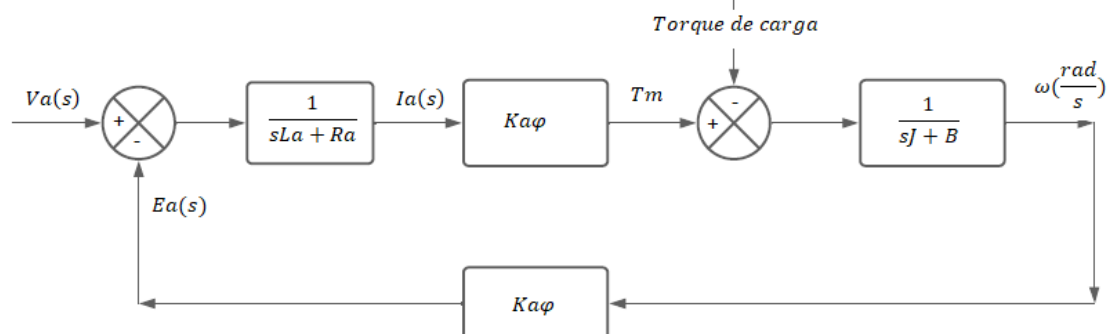 Torque de carga
Va(s)
+
-
1
sLa + Ra
Ia(s)
Kaφ
Tm
-
+
1
sJ + B
ω(rad/s)
Ea(s)
Kaφ